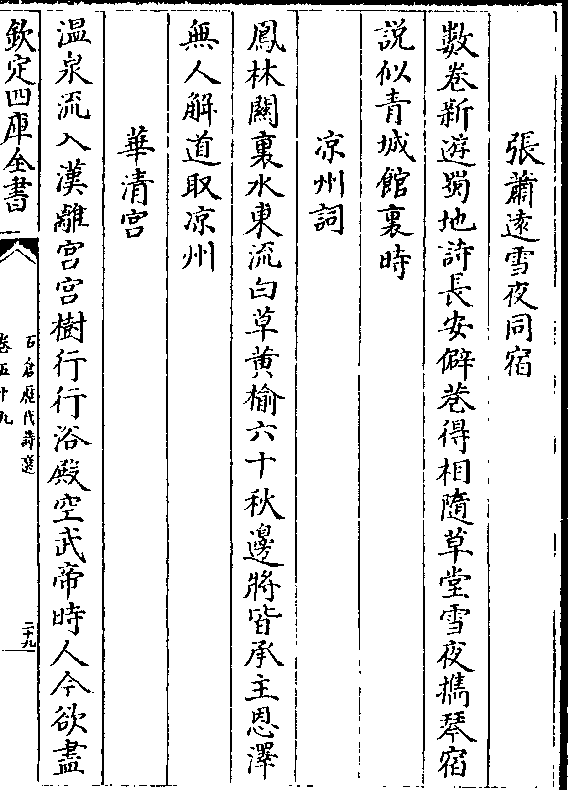 張蕭遠雪夜同宿
數卷新遊蜀地詩長安僻巷得相隨草堂雪夜攜琴宿
説似青城館裏時
凉州詞
鳳林關裏水東流白草黄榆六十秋邊將皆承主恩澤
無人解道取凉州
華清宫
温泉流入漢離宫宫樹行行浴殿空武帝時人今欲盡
欽定四庫全書
石倉歷代詩選
卷五十九
二十九